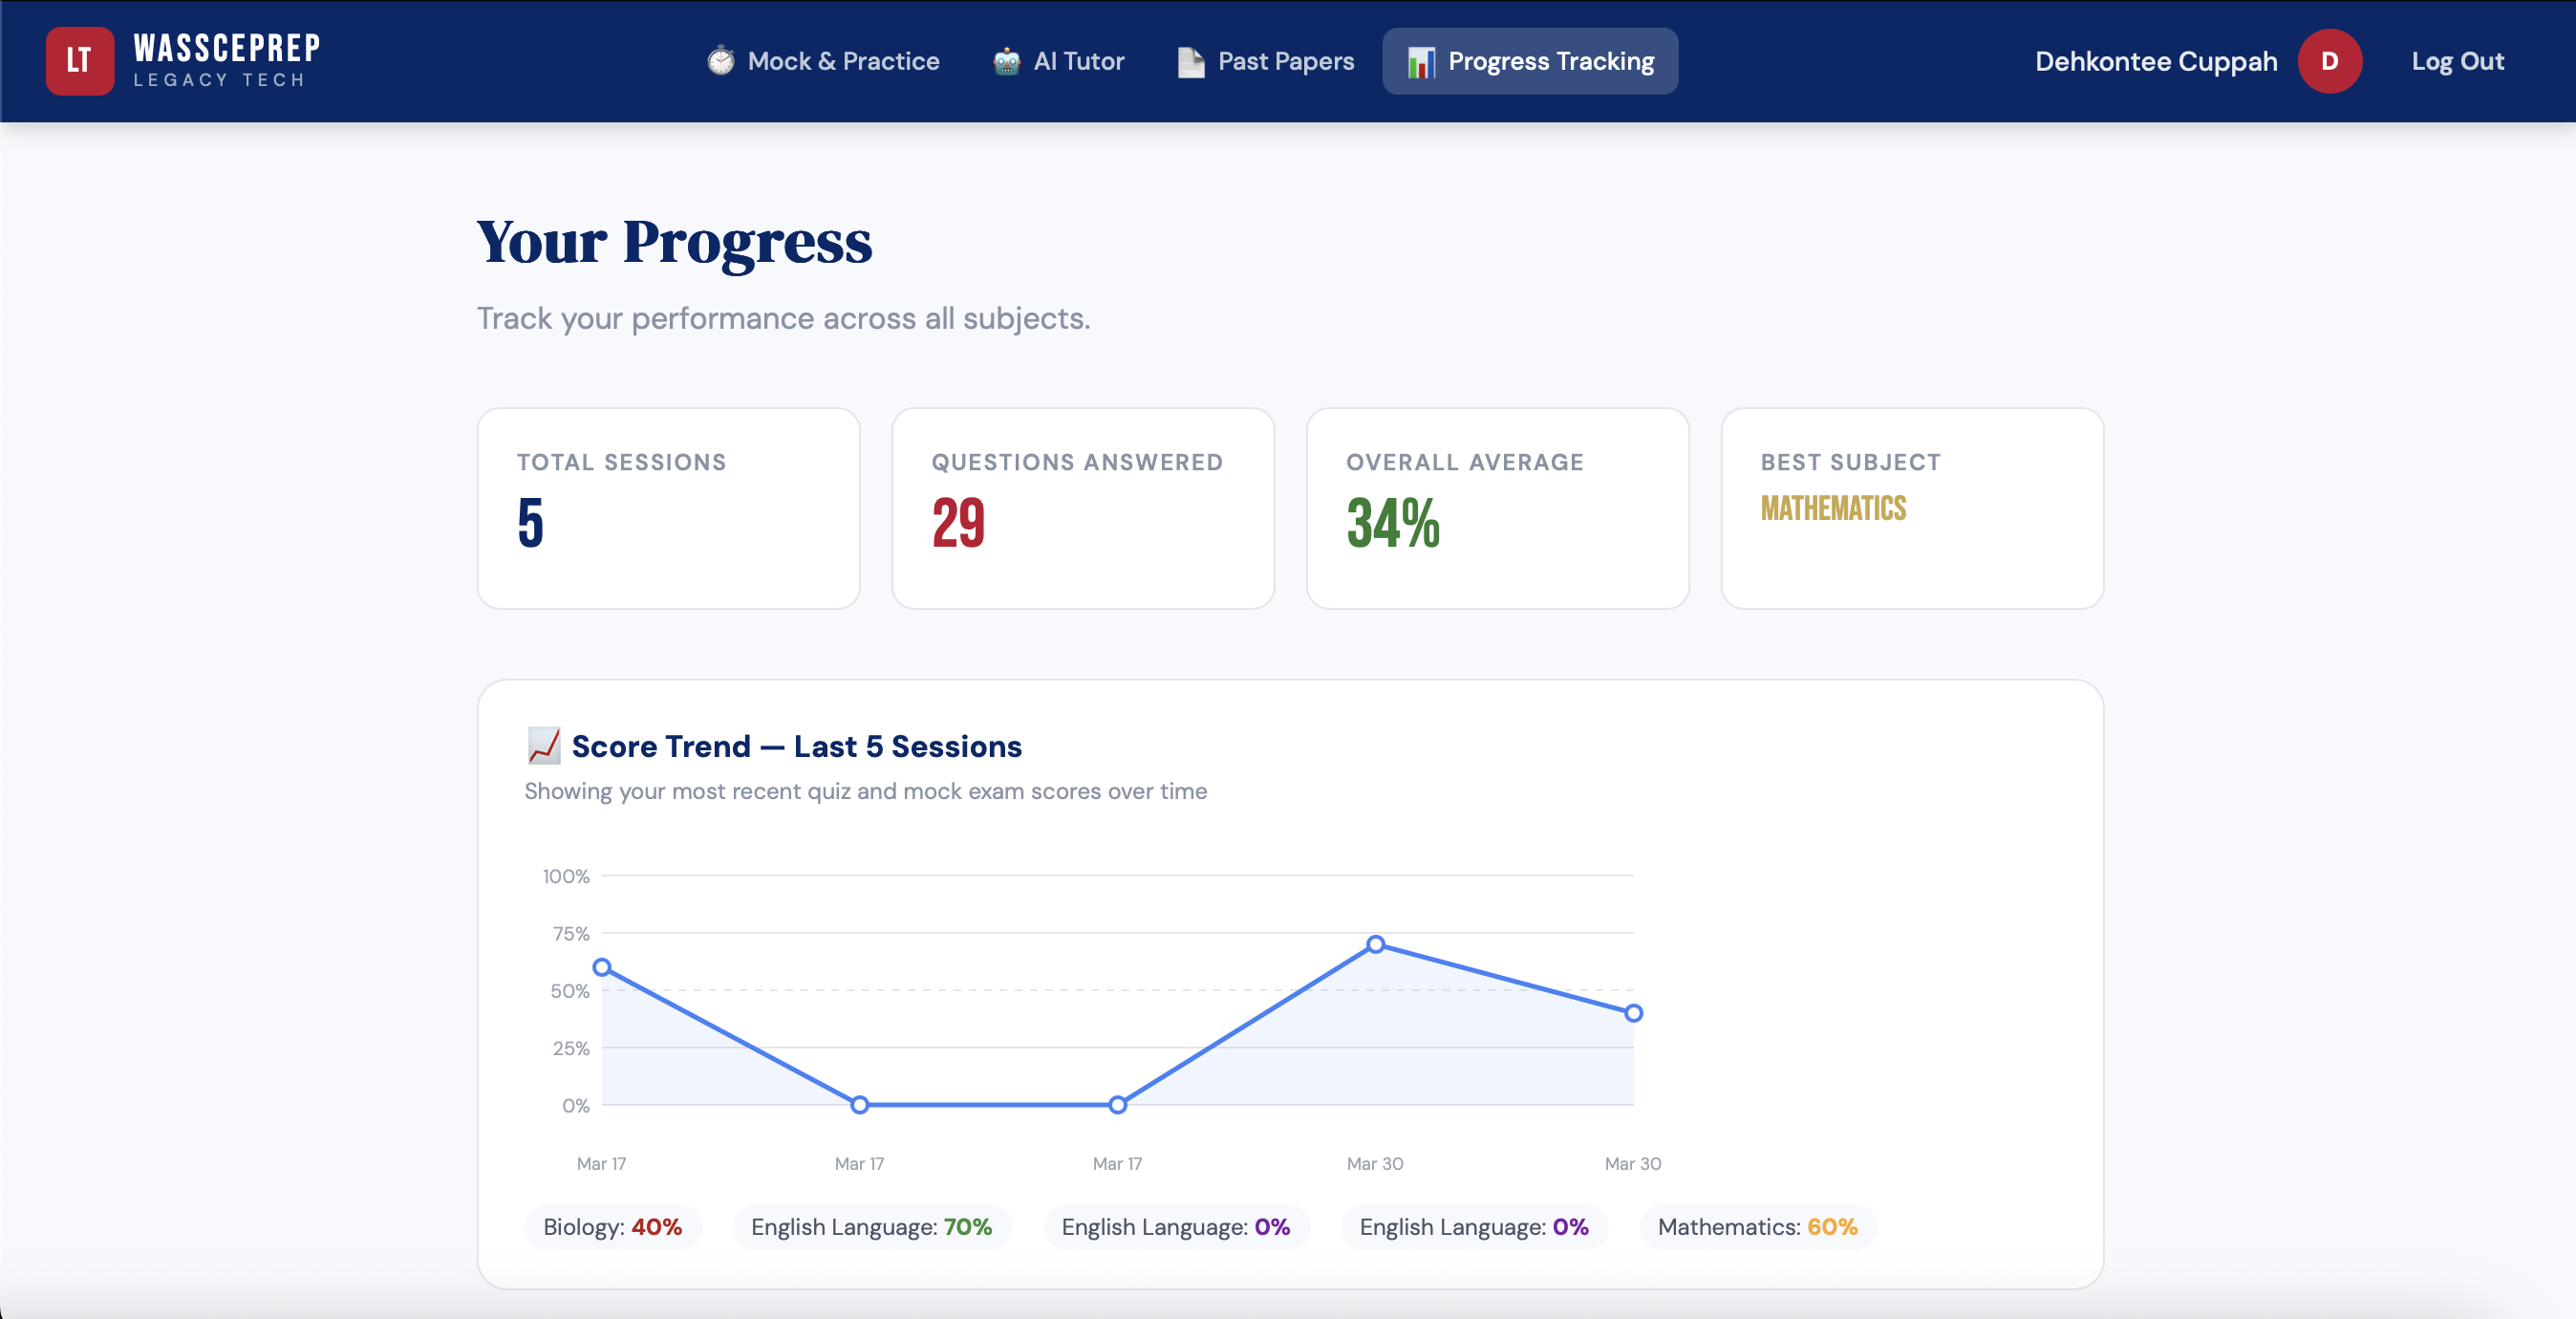 LT
WASSCEPREP
LEGACY TECH
Mock & Practice
AI Tutor
Past Papers
Progress Tracking
Dehkontee Cuppah
D
Log Out
Your Progress
Track your performance across all subjects.
TOTAL SESSIONS
5
QUESTIONS ANSWERED
29
OVERALL AVERAGE
34%
BEST SUBJECT
MATHEMATICS
Score Trend — Last 5 Sessions
Showing your most recent quiz and mock exam scores over time
100%
75%
50%
25%
0%
Mar 17
Mar 17
Mar 17
Mar 30
Mar 30
Biology: 40%
English Language: 70%
English Language: 0%
English Language: 0%
Mathematics: 60%